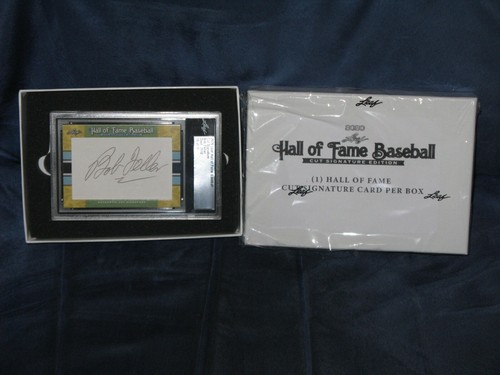 Hall of Fame Baseball
Bob Feller
Leaf
Leaf
Hall of Fame Baseball
CUT SIGNATURE EDITION
(1) HALL OF FAME
CUT SIGNATURE CARD PER BOX
Leaf
Leaf